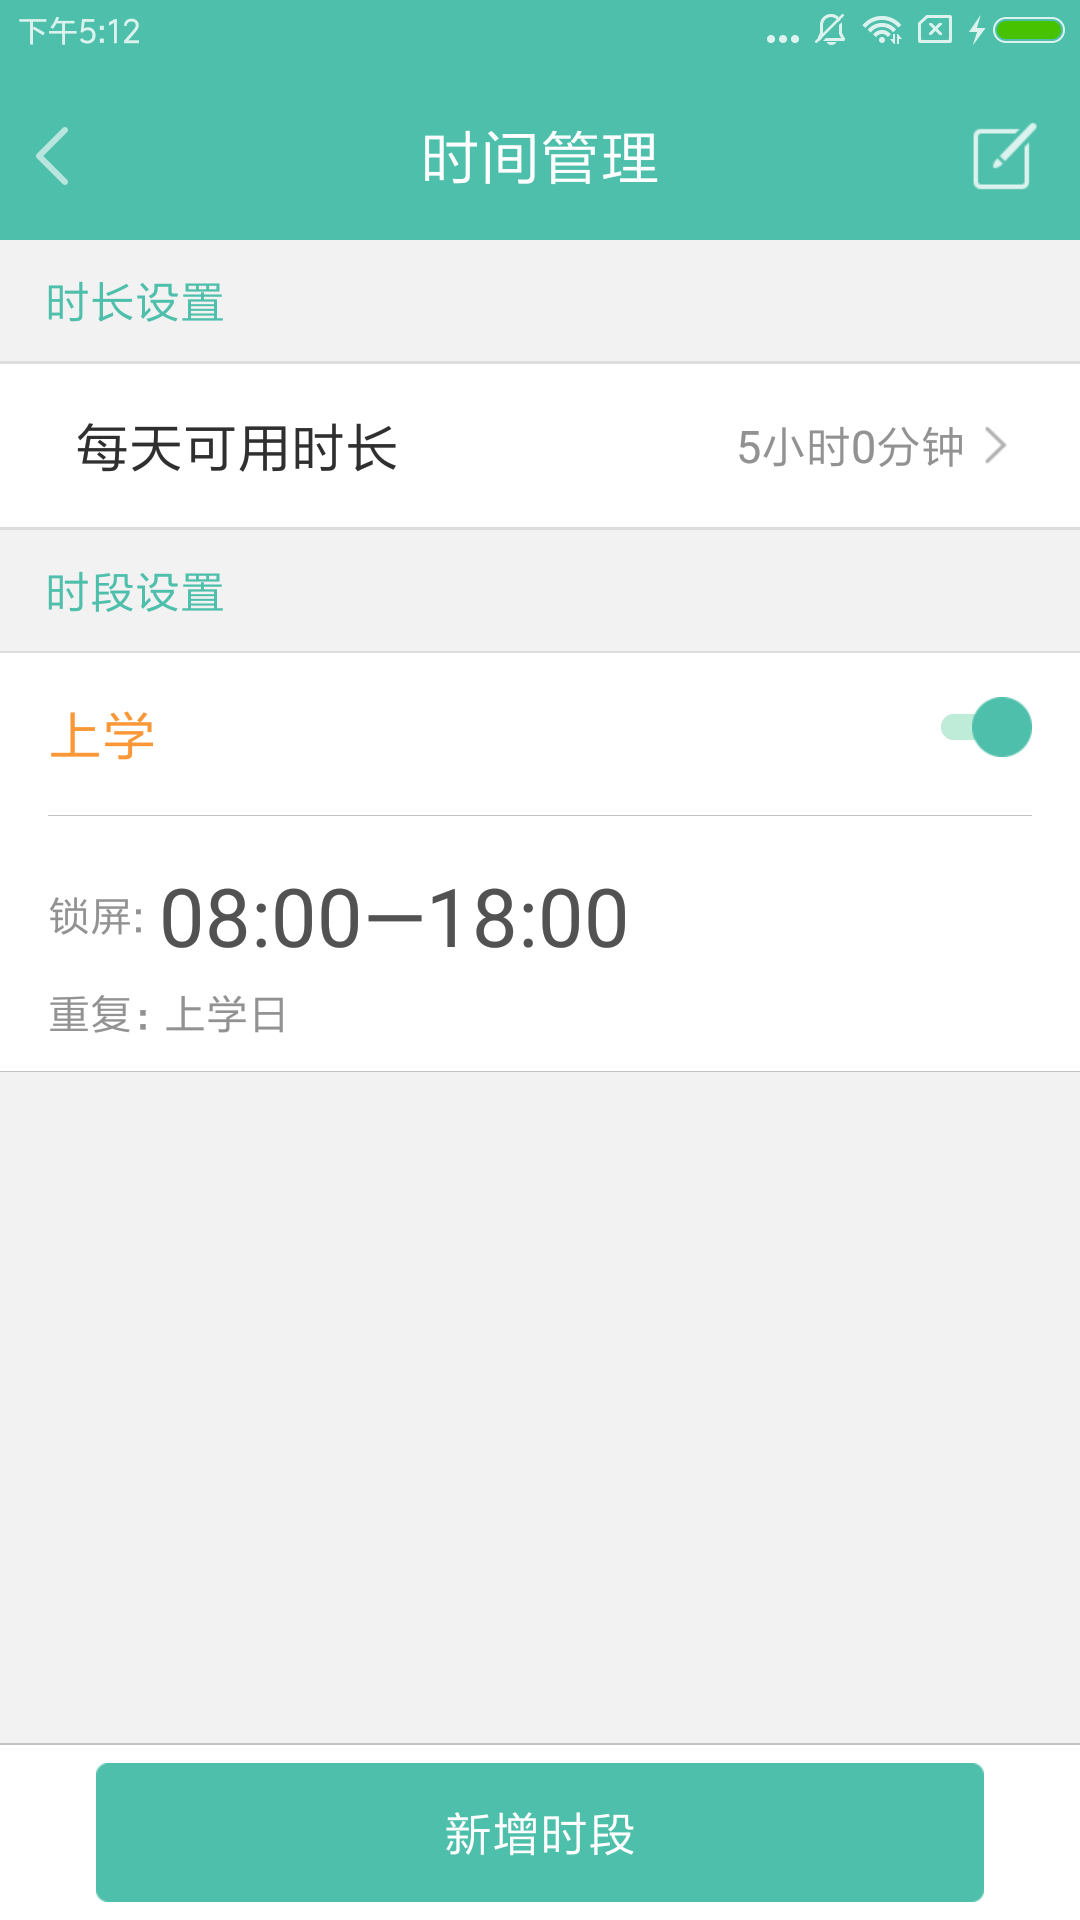 下午5:12
时间管理
时长设置
每天可用时长 5小时0分钟
时段设置
上学
锁屏: 08:00—18:00
重复: 上学日
新增时段